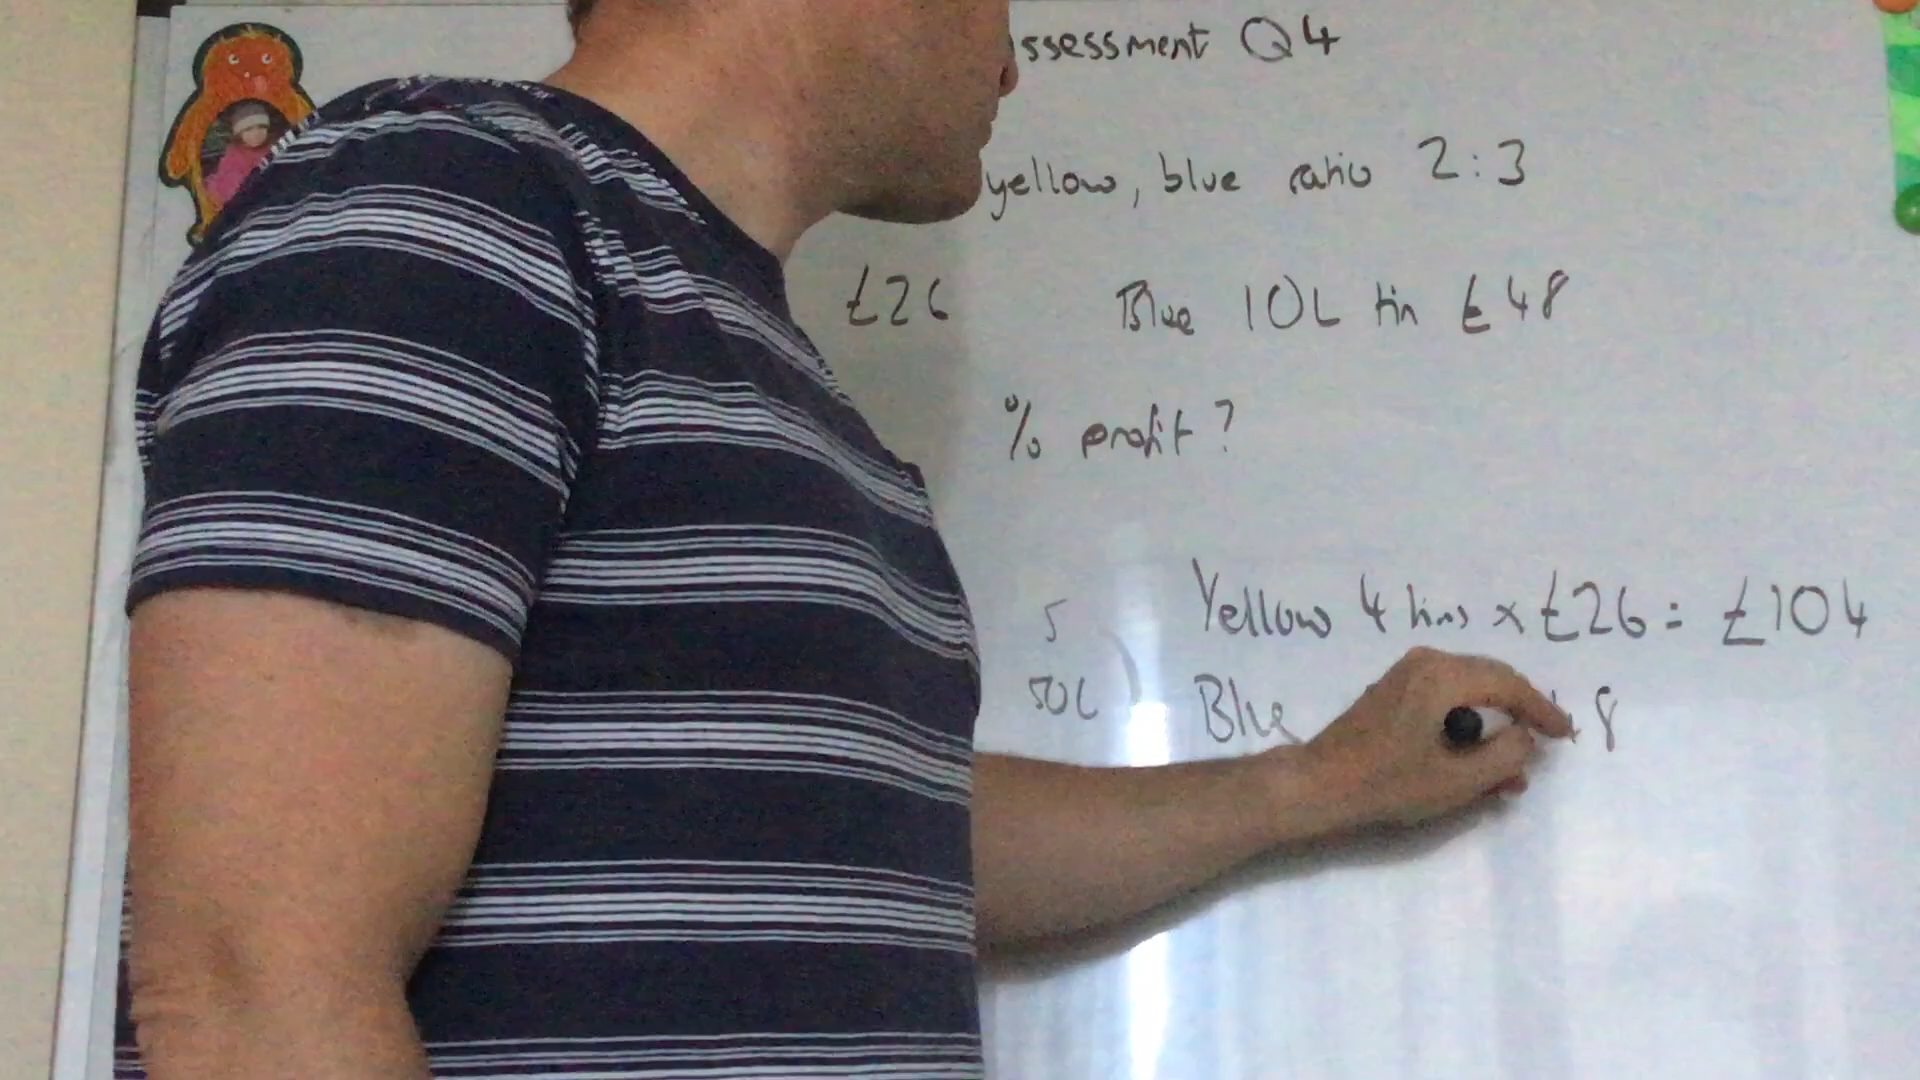 ssessment Q4
yellow, blue ratio 2:3
£26 Blue 10L tin £48
% profit?
5 Yellow 4 tins x £26 = £104
50L Blue 8